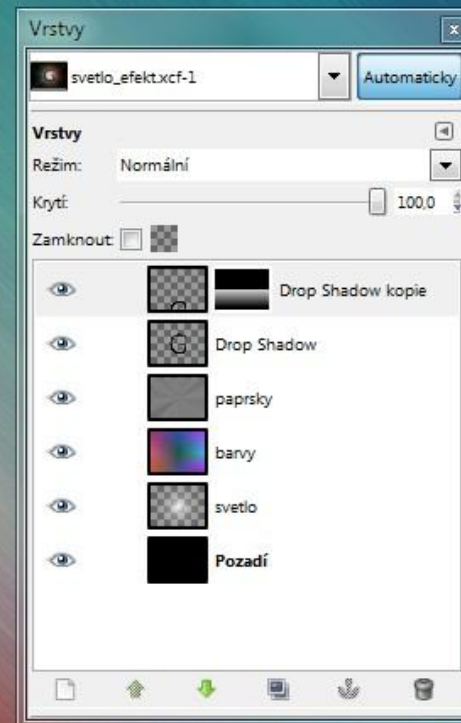 Vrstvy
svetlo_efekt.xcf-1
Automaticky
Vrstvy
Režim: Normální
Krytí: 100,0
Zamknout:
Drop Shadow kopie
G Drop Shadow
paprsky
barvy
svetlo
Pozadí